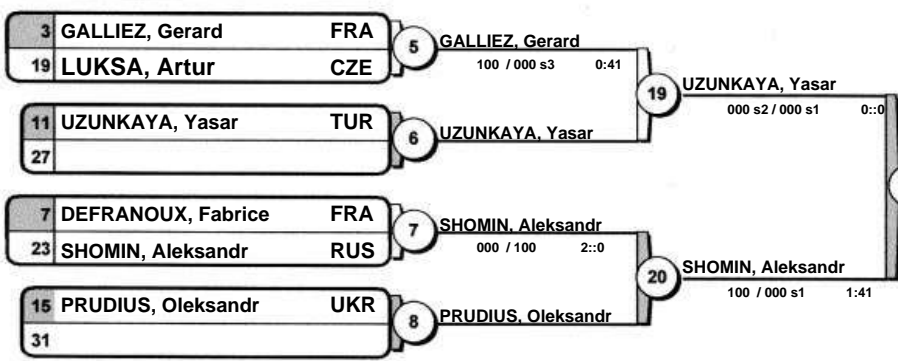 3 GALLIEZ, Gerard FRA
19 LUKSA, Artur CZE
5
GALLIEZ, Gerard
100 / 000 s3 0:41
11 UZUNKAYA, Yasar TUR
27
6
UZUNKAYA, Yasar
19
UZUNKAYA, Yasar
000 s2 / 000 s1 0::0
7 DEFRANOUX, Fabrice FRA
23 SHOMIN, Aleksandr RUS
7
SHOMIN, Aleksandr
000 / 100 2::0
15 PRUDIUS, Oleksandr UKR
31
8
PRUDIUS, Oleksandr
20
SHOMIN, Aleksandr
100 / 000 s1 1:41